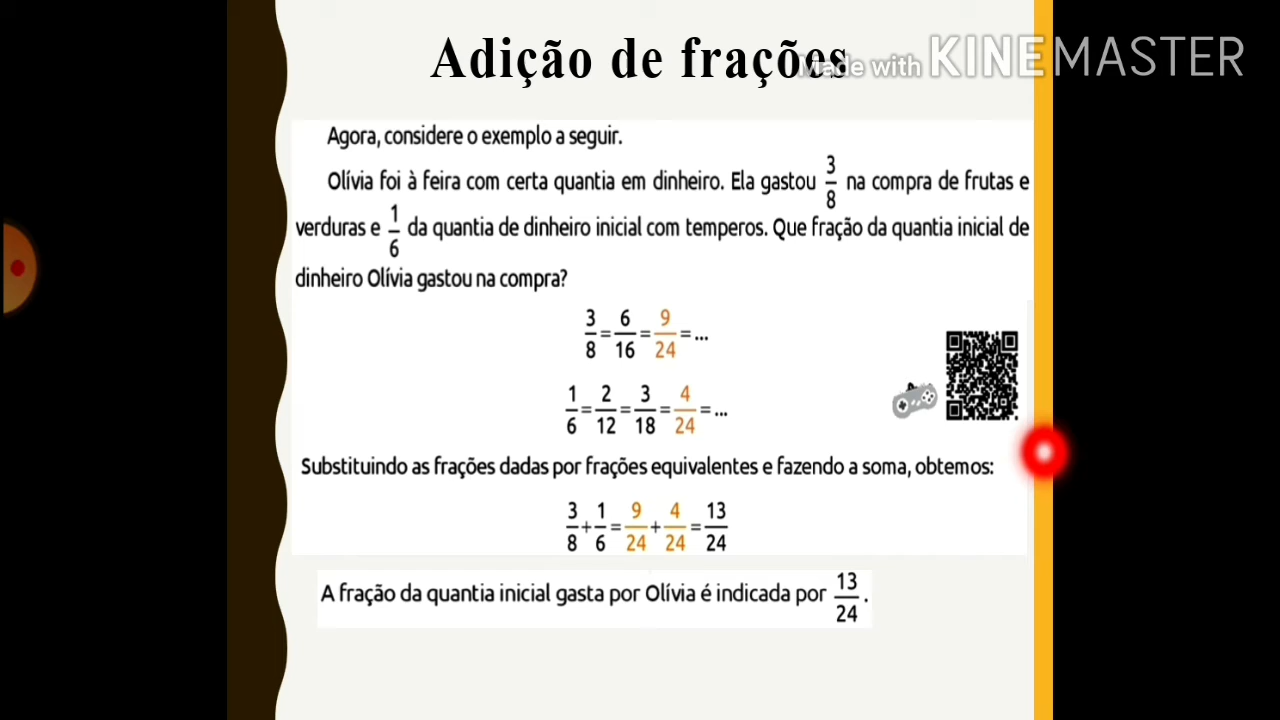 Adição de frações
Made with KINEMASTER
Agora, considere o exemplo a seguir.
Olívia foi à feira com certa quantia em dinheiro. Ela gastou 3/8 na compra de frutas e
verduras e 1/6 da quantia de dinheiro inicial com temperos. Que fração da quantia inicial de
dinheiro Olívia gastou na compra?
3/8 = 6/16 = 9/24 = ...
1/6 = 2/12 = 3/18 = 4/24 = ...
Substituindo as frações dadas por frações equivalentes e fazendo a soma, obtemos:
3/8 + 1/6 = 9/24 + 4/24 = 13/24
A fração da quantia inicial gasta por Olívia é indicada por 13/24.